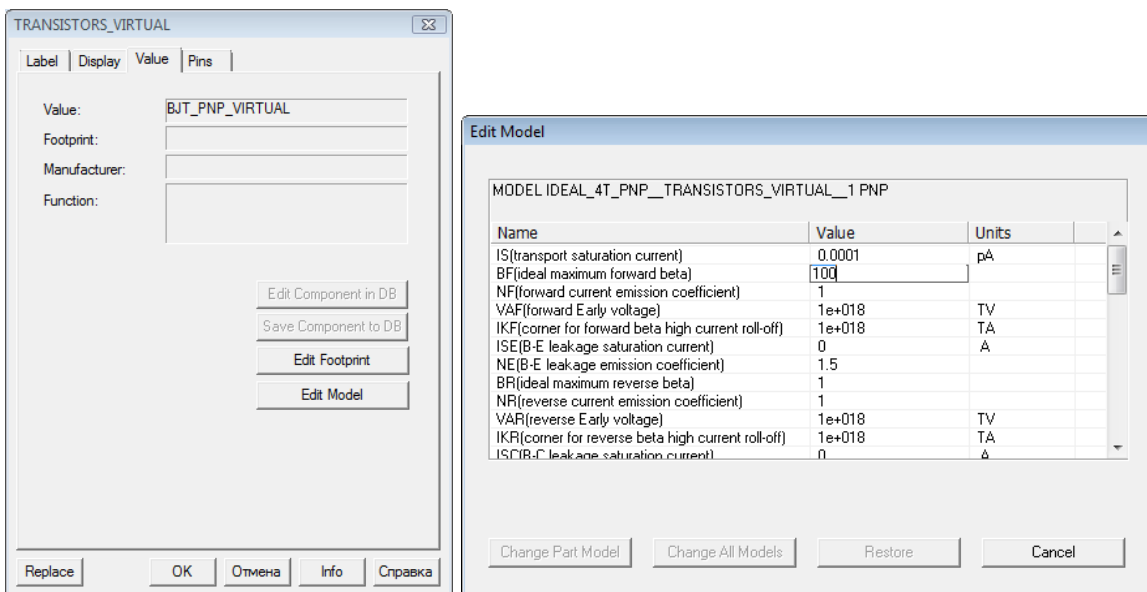 TRANSISTORS_VIRTUAL
Label Display Value Pins
Value: BJT_PNP_VIRTUAL
Footprint:
Manufacturer:
Function:
Edit Component in DB
Save Component to DB
Edit Footprint
Edit Model
Replace OK Отмена Info Справка
Edit Model
MODEL IDEAL_4T_PNP__TRANSISTORS_VIRTUAL__1 PNP
Name Value Units
IS(transport saturation current) 0.0001 pA
BF(ideal maximum forward beta) 100
NF(forward current emission coefficient) 1
VAF(forward Early voltage) 1e+018 TV
IKF(corner for forward beta high current roll-off) 1e+018 TA
ISE(B-E leakage saturation current) 0 A
NE(B-E leakage emission coefficient) 1.5
BR(ideal maximum reverse beta) 1
NR(reverse current emission coefficient) 1
VAR(reverse Early voltage) 1e+018 TV
IKR(corner for reverse beta high current roll-off) 1e+018 TA
ISC(B-C leakage saturation current) 0 A
Change Part Model Change All Models Restore Cancel